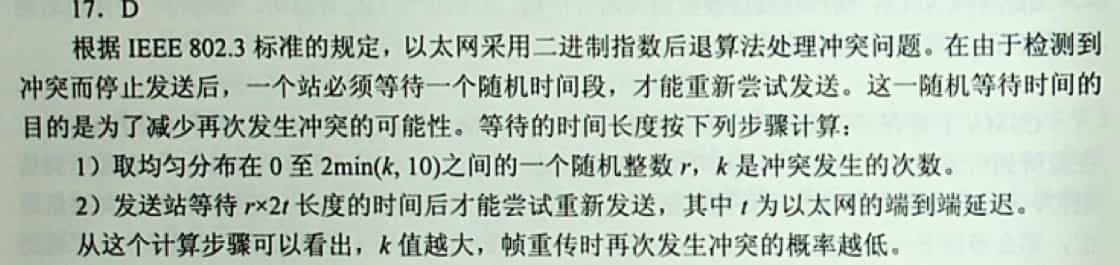 17. D
根据 IEEE 802.3 标准的规定，以太网采用二进制指数后退算法处理冲突问题。在由于检测到
冲突而停止发送后，一个站必须等待一个随机时间段，才能重新尝试发送。这一随机等待时间的
目的是为了减少再次发生冲突的可能性。等待的时间长度按下列步骤计算：
1）取均匀分布在 0 至 2min(k, 10)之间的一个随机整数 r，k 是冲突发生的次数。
2）发送站等待 r×2t 长度的时间后才能尝试重新发送，其中 t 为以太网的端到端延迟。
从这个计算步骤可以看出，k 值越大，帧重传时再次发生冲突的概率越低。